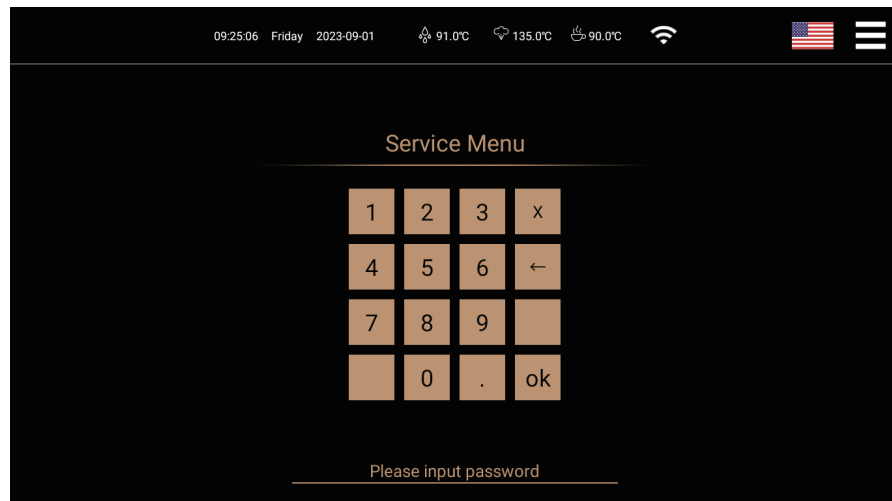 09:25:06 Friday 2023-09-01 91.0℃ 135.0℃ 90.0℃
Service Menu
1 2 3 x
4 5 6 ←
7 8 9
0 . ok
Please input password